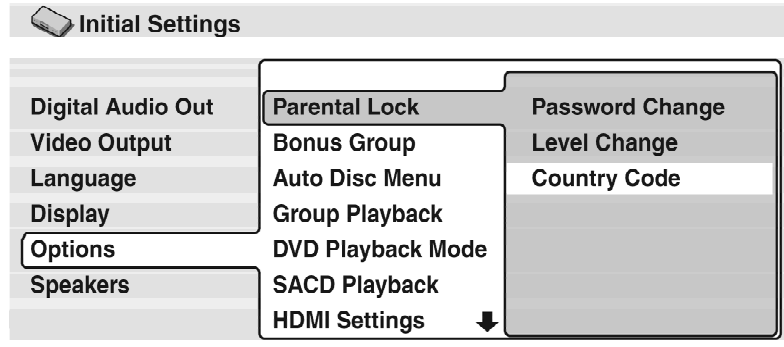 Initial Settings
Digital Audio Out
Video Output
Language
Display
Options
Speakers
Parental Lock
Bonus Group
Auto Disc Menu
Group Playback
DVD Playback Mode
SACD Playback
HDMI Settings
Password Change
Level Change
Country Code